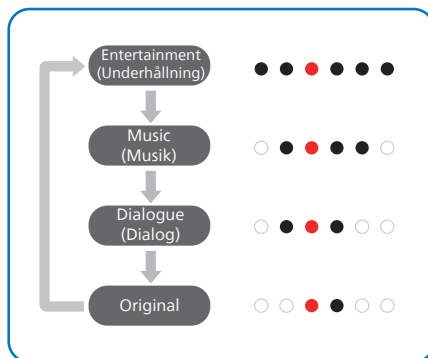 Entertainment
(Underhållning)
Music
(Musik)
Dialogue
(Dialog)
Original